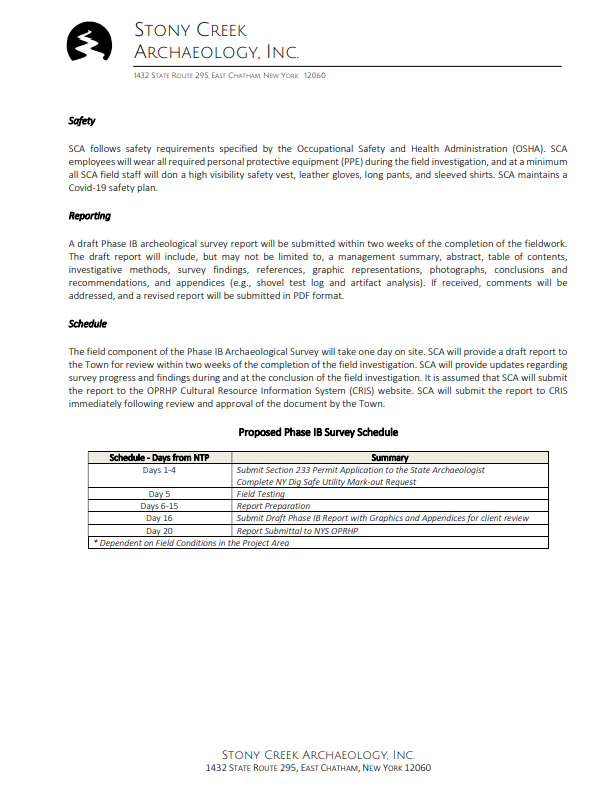 STONY CREEK
ARCHAEOLOGY, INC.
1432 STATE ROUTE 295, EAST CHATHAM, NEW YORK 12060
Safety
SCA follows safety requirements specified by the Occupational Safety and Health Administration (OSHA). SCA
employees will wear all required personal protective equipment (PPE) during the field investigation, and at a minimum
all SCA field staff will don a high visibility safety vest, leather gloves, long pants, and sleeved shirts. SCA maintains a
Covid-19 safety plan.
Reporting
A draft Phase IB archeological survey report will be submitted within two weeks of the completion of the fieldwork.
The draft report will include, but may not be limited to, a management summary, abstract, table of contents,
investigative methods, survey findings, references, graphic representations, photographs, conclusions and
recommendations, and appendices (e.g., shovel test log and artifact analysis). If received, comments will be
addressed, and a revised report will be submitted in PDF format.
Schedule
The field component of the Phase IB Archaeological Survey will take one day on site. SCA will provide a draft report to
the Town for review within two weeks of the completion of the field investigation. SCA will provide updates regarding
survey progress and findings during and at the conclusion of the field investigation. It is assumed that SCA will submit
the report to the OPRHP Cultural Resource Information System (CRIS) website. SCA will submit the report to CRIS
immediately following review and approval of the document by the Town.
Proposed Phase IB Survey Schedule
Schedule - Days from NTP Summary
Days 1-4 Submit Section 233 Permit Application to the State Archaeologist
Complete NY Dig Safe Utility Mark-out Request
Day 5 Field Testing
Days 6-15 Report Preparation
Day 16 Submit Draft Phase IB Report with Graphics and Appendices for client review
Day 20 Report Submittal to NYS OPRHP
* Dependent on Field Conditions in the Project Area
STONY CREEK ARCHAEOLOGY, INC.
1432 STATE ROUTE 295, EAST CHATHAM, NEW YORK 12060